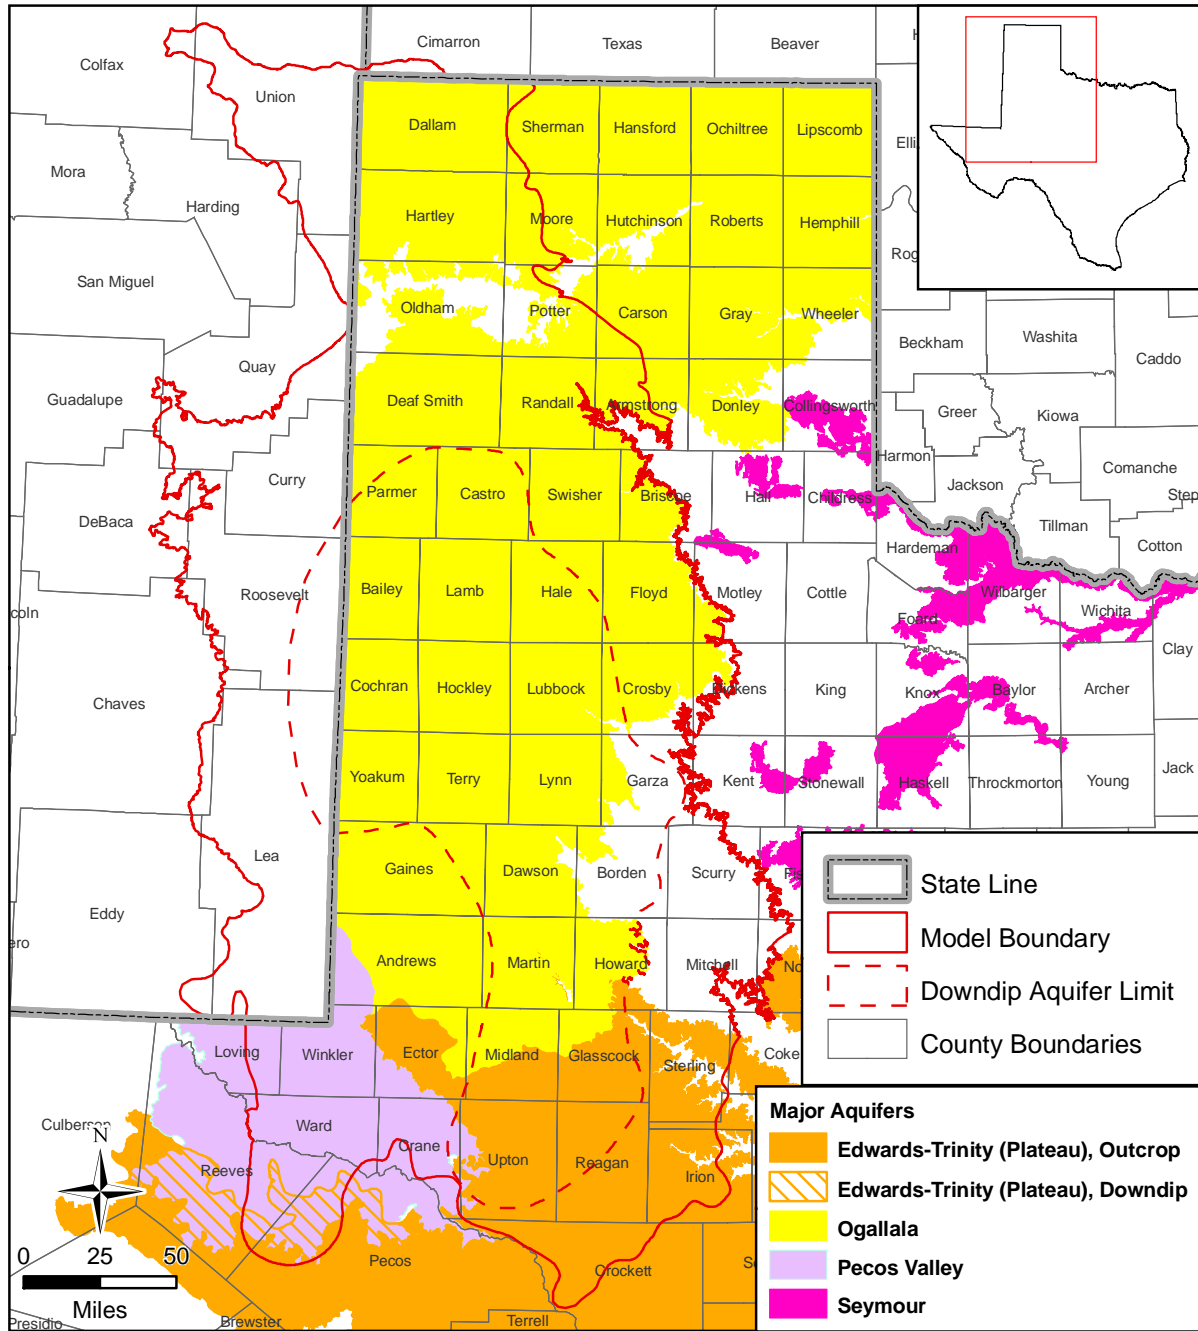 Cimarron
Texas
Beaver
Colfax
Union
Dallam
Sherman
Hansford
Ochiltree
Lipscomb
Mora
Harding
Hartley
Moore
Hutchinson
Roberts
Hemphill
San Miguel
Oldham
Potter
Carson
Gray
Wheeler
Beckham
Washita
Caddo
Quay
Guadalupe
Deaf Smith
Randall
Armstrong
Donley
Collingsworth
Greer
Kiowa
Harmon
Comanche
Curry
Parmer
Castro
Swisher
Briscoe
Hall
Childress
Jackson
Step
DeBaca
Tillman
Cotton
Hardeman
Roosevelt
Bailey
Lamb
Hale
Floyd
Motley
Cottle
Foard
Wilbarger
Wichita
coln
Clay
Chaves
Cochran
Hockley
Lubbock
Crosby
Dickens
King
Knox
Baylor
Archer
Yoakum
Terry
Lynn
Garza
Kent
Stonewall
Haskell
Throckmorton
Young
Jack
Lea
Gaines
Dawson
Borden
Scurry
Eddy
ero
Andrews
Martin
Howard
Mitchell
No
Loving
Winkler
Ector
Midland
Glasscock
Sterling
Coke
Culberson
Ward
Crane
Reeves
Upton
Reagan
Irion
Pecos
Crockett
Presidio
Brewster
Terrell
N
0 25 50
Miles
State Line
Model Boundary
Downdip Aquifer Limit
County Boundaries
Major Aquifers
Edwards-Trinity (Plateau), Outcrop
Edwards-Trinity (Plateau), Downdip
Ogallala
Pecos Valley
Seymour